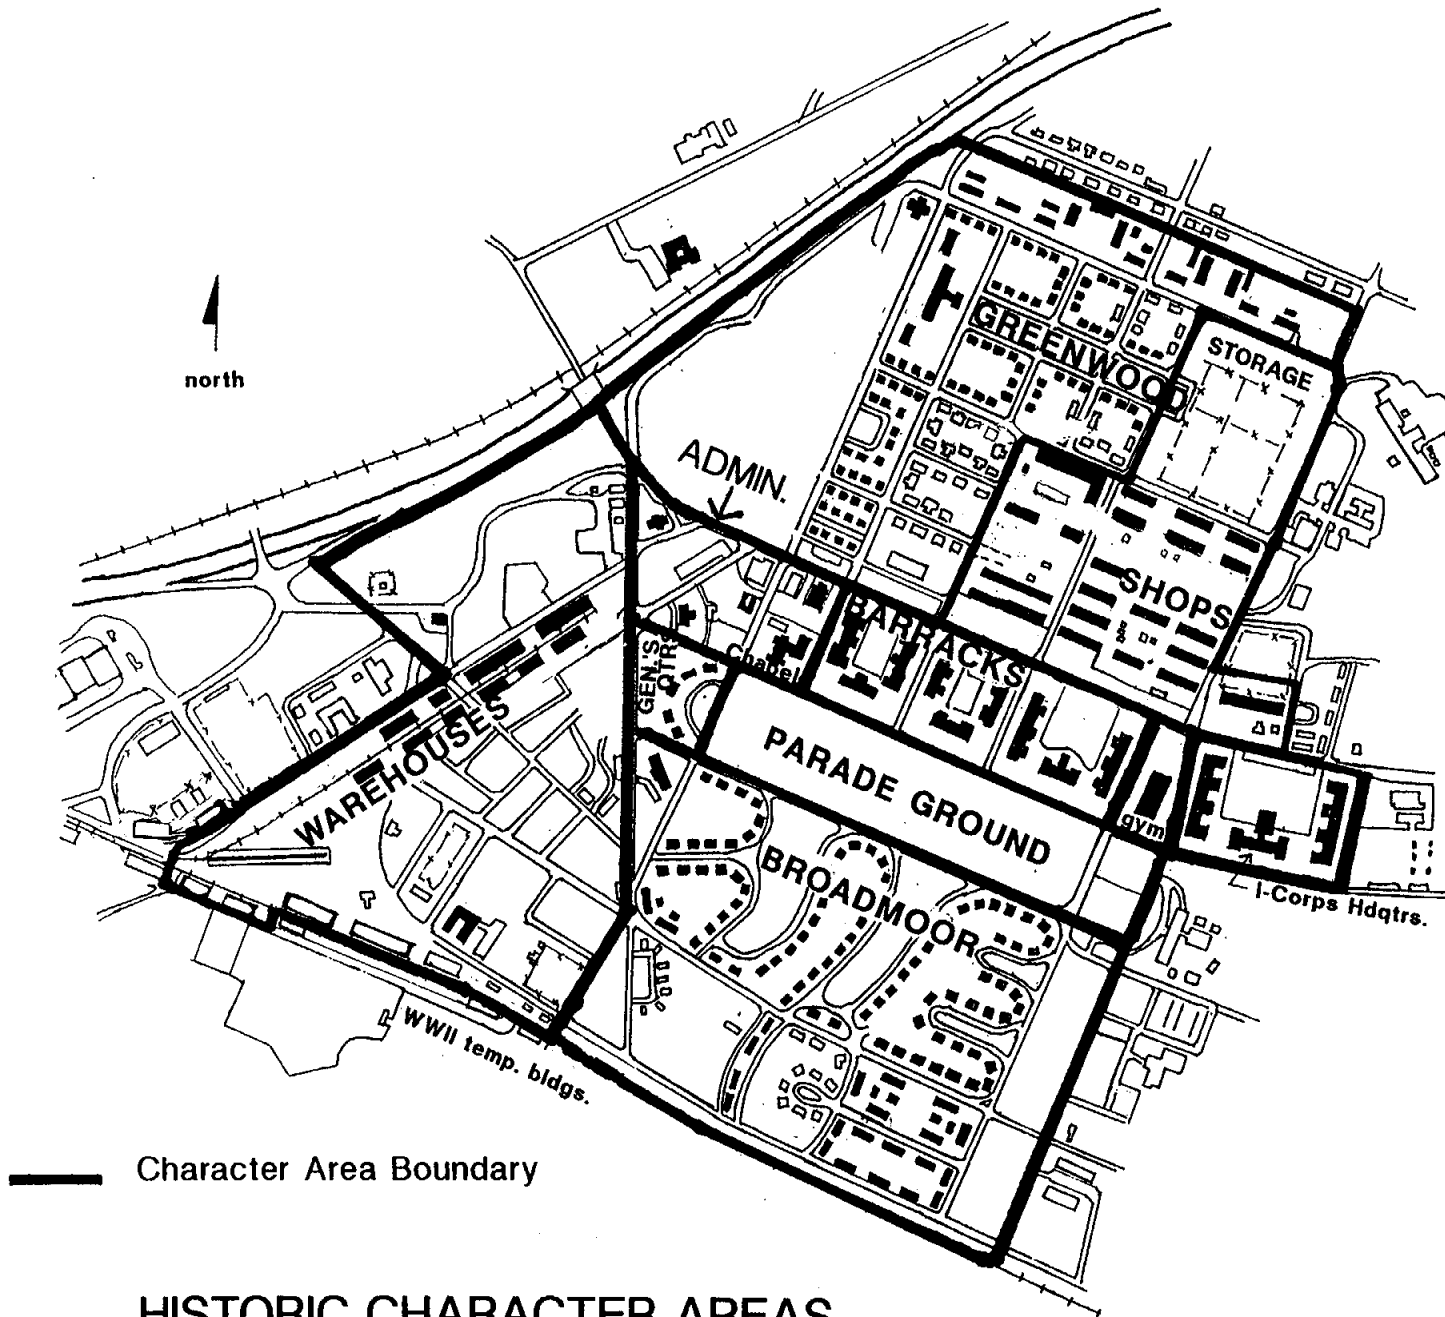 north
GREENWOOD
STORAGE
ADMIN.
SHOPS
BARRACKS
Chapel
GEN.'S
QTRS
WAREHOUSES
PARADE GROUND
gym
BROADMOOR
I-Corps Hdqtrs.
WWII temp. bldgs.
Character Area Boundary
HISTORIC CHARACTER AREAS